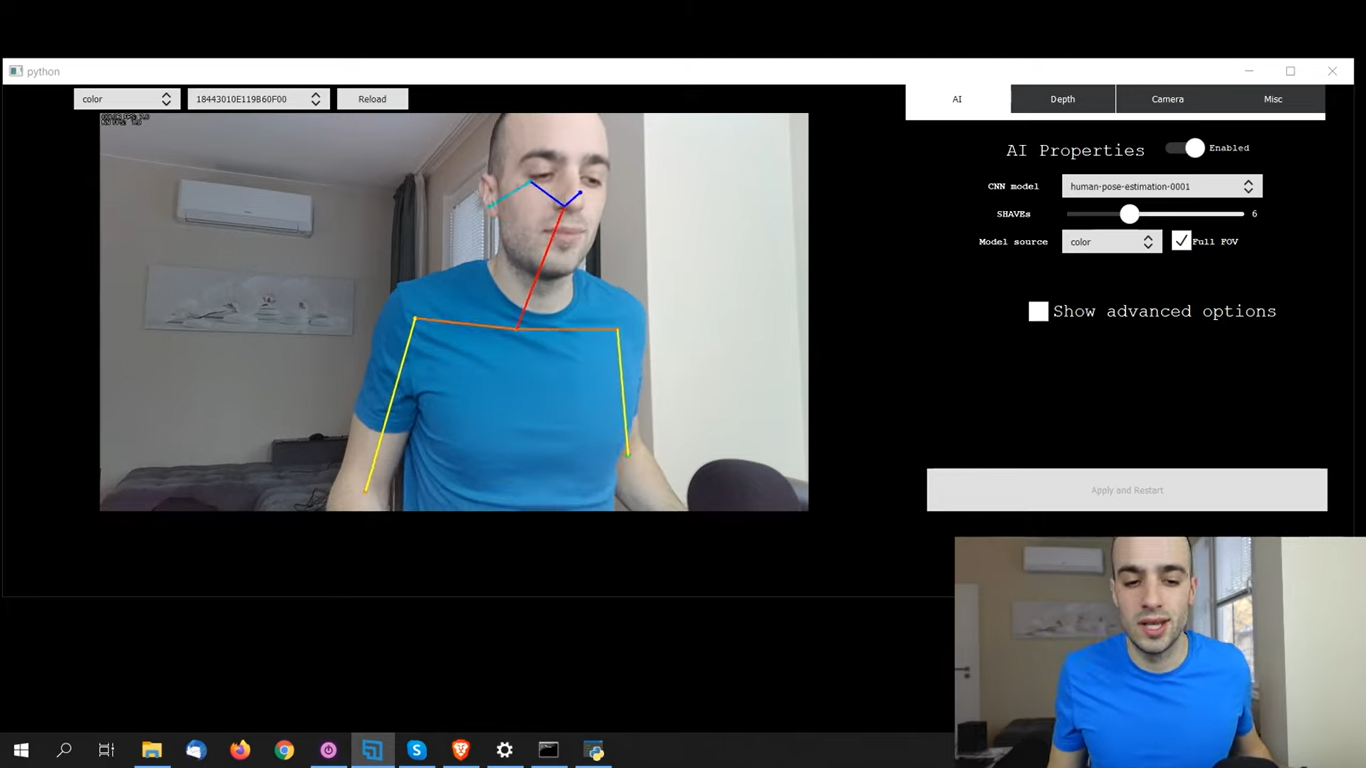 python
color
18443010E119B60F00
Reload
AI
Depth
Camera
Misc
AI Properties
Enabled
CNN model
human-pose-estimation-0001
SHAVEs
6
Model source
color
Full FOV
Show advanced options
Apply and Restart